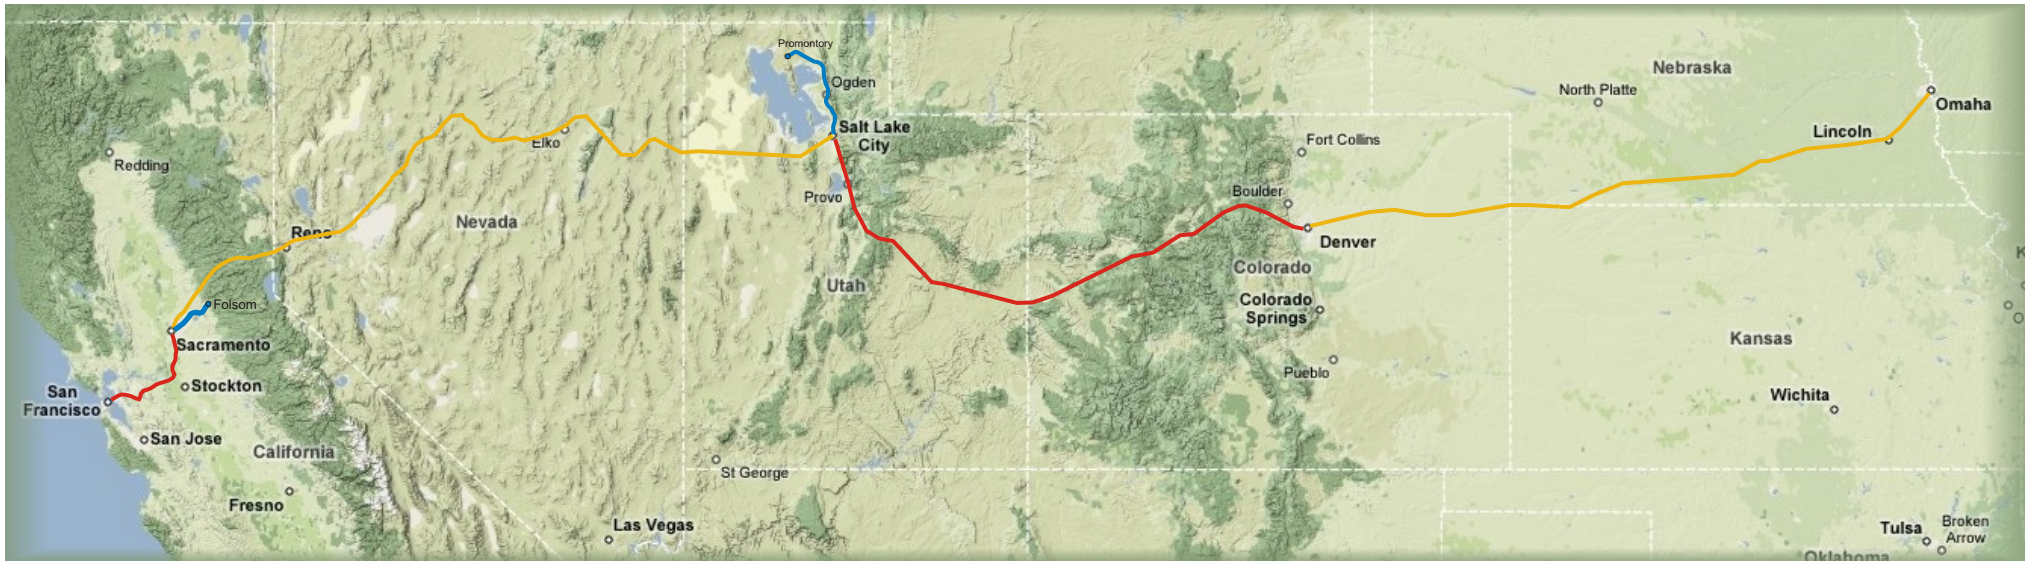 Promontory
Ogden
Nebraska
North Platte
Omaha
Salt Lake
City
Lincoln
Elko
Fort Collins
Redding
Provo
Boulder
Nevada
Reno
Denver
Utah
Colorado
Folsom
Colorado
Springs
Sacramento
Kansas
Pueblo
San
Francisco
Stockton
Wichita
San Jose
California
St George
Fresno
Las Vegas
Tulsa
Broken
Arrow
Oklahoma